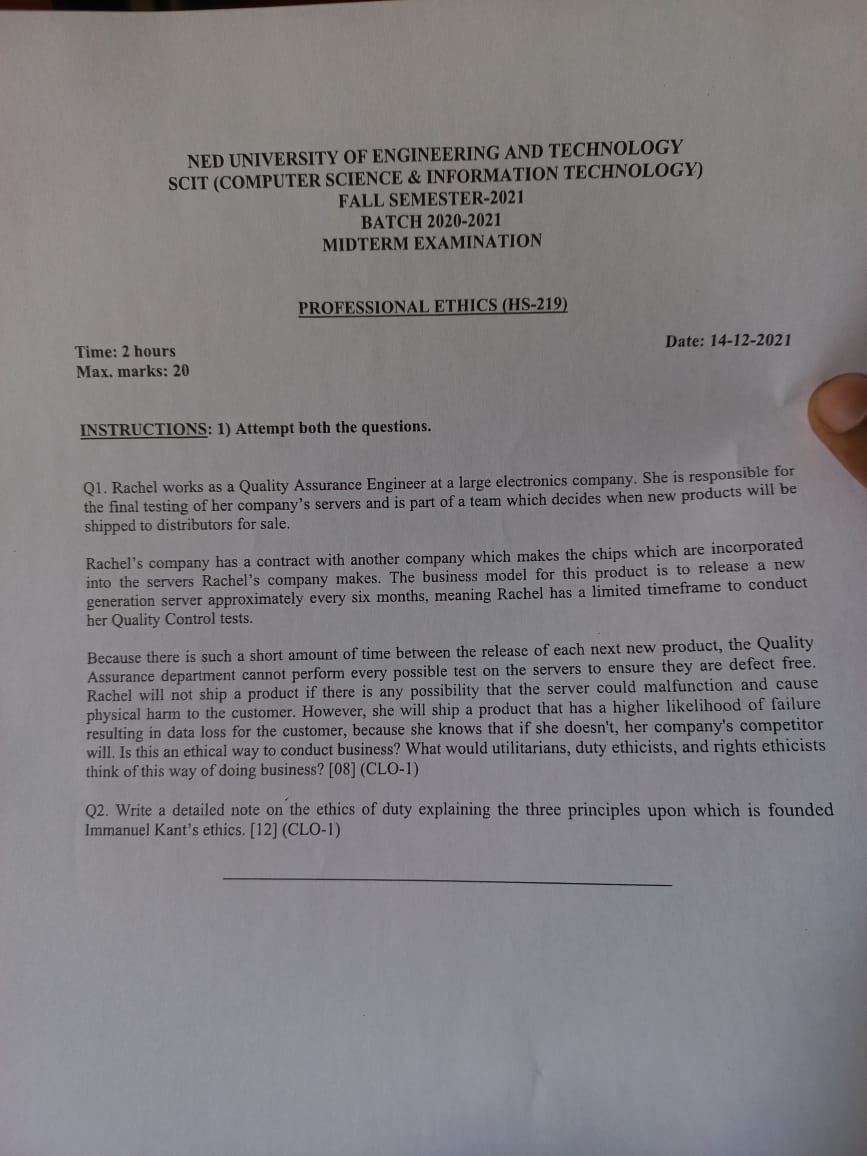 NED UNIVERSITY OF ENGINEERING AND TECHNOLOGY
SCIT (COMPUTER SCIENCE & INFORMATION TECHNOLOGY)
FALL SEMESTER-2021
BATCH 2020-2021
MIDTERM EXAMINATION
PROFESSIONAL ETHICS (HS-219)
Time: 2 hours
Date: 14-12-2021
Max. marks: 20
INSTRUCTIONS: 1) Attempt both the questions.
Q1. Rachel works as a Quality Assurance Engineer at a large electronics company. She is responsible for
the final testing of her company's servers and is part of a team which decides when new products will be
shipped to distributors for sale.
Rachel's company has a contract with another company which makes the chips which are incorporated
into the servers Rachel's company makes. The business model for this product is to release a new
generation server approximately every six months, meaning Rachel has a limited timeframe to conduct
her Quality Control tests.
Because there is such a short amount of time between the release of each next new product, the Quality
Assurance department cannot perform every possible test on the servers to ensure they are defect free.
Rachel will not ship a product if there is any possibility that the server could malfunction and cause
physical harm to the customer. However, she will ship a product that has a higher likelihood of failure
resulting in data loss for the customer, because she knows that if she doesn't, her company's competitor
will. Is this an ethical way to conduct business? What would utilitarians, duty ethicists, and rights ethicists
think of this way of doing business? [08] (CLO-1)
Q2. Write a detailed note on the ethics of duty explaining the three principles upon which is founded
Immanuel Kant's ethics. [12] (CLO-1)